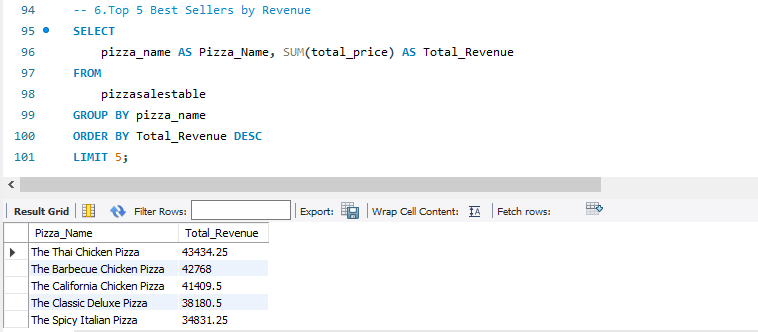 94 -- 6.Top 5 Best Sellers by Revenue
95 SELECT
96 pizza_name AS Pizza_Name, SUM(total_price) AS Total_Revenue
97 FROM
98 pizzasalestable
99 GROUP BY pizza_name
100 ORDER BY Total_Revenue DESC
101 LIMIT 5;
Result Grid Filter Rows: Export: Wrap Cell Content: Fetch rows:
Pizza_Name Total_Revenue
The Thai Chicken Pizza 43434.25
The Barbecue Chicken Pizza 42768
The California Chicken Pizza 41409.5
The Classic Deluxe Pizza 38180.5
The Spicy Italian Pizza 34831.25